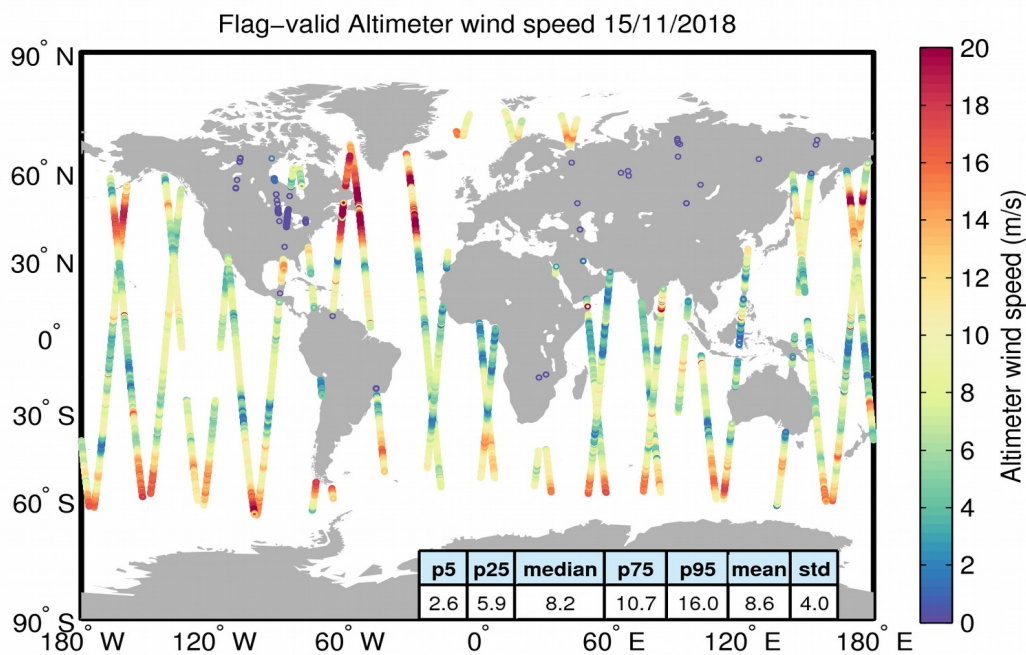 Flag−valid Altimeter wind speed 15/11/2018
90° N
60° N
30° N
0°
30° S
60° S
90° S
180° W
120° W
60° W
0°
60° E
120° E
180° E
p5 p25 median p75 p95 mean std
2.6 5.9 8.2 10.7 16.0 8.6 4.0
20
18
16
14
12
10
8
6
4
2
0
Altimeter wind speed (m/s)